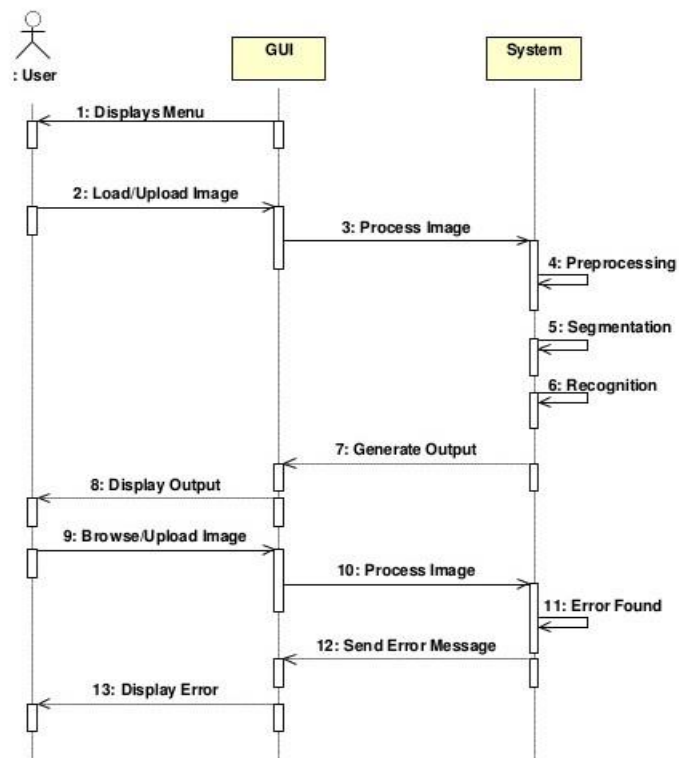 : User
GUI
System
1: Displays Menu
2: Load/Upload Image
3: Process Image
4: Preprocessing
5: Segmentation
6: Recognition
7: Generate Output
8: Display Output
9: Browse/Upload Image
10: Process Image
11: Error Found
12: Send Error Message
13: Display Error